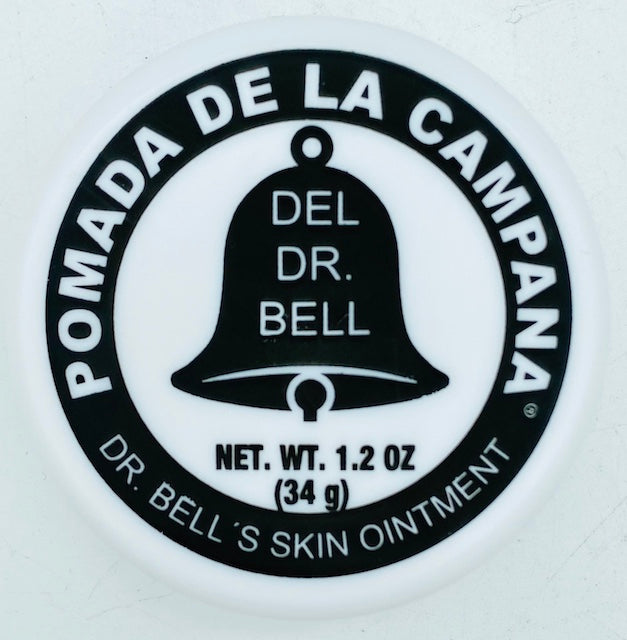 POMADA DE LA CAMPANA®
DEL
DR.
BELL
NET. WT. 1.2 OZ
(34 g)
DR. BELL´S SKIN OINTMENT